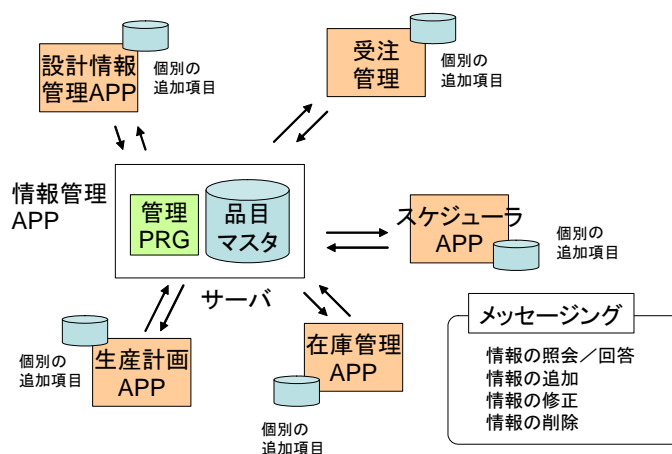 設計情報
管理APP
個別の
追加項目
受注
管理
個別の
追加項目
情報管理
APP
管理
PRG
品目
マスタ
サーバ
スケジューラ
APP
個別の
追加項目
生産計画
APP
個別の
追加項目
在庫管理
APP
個別の
追加項目
メッセージング
情報の照会／回答
情報の追加
情報の修正
情報の削除